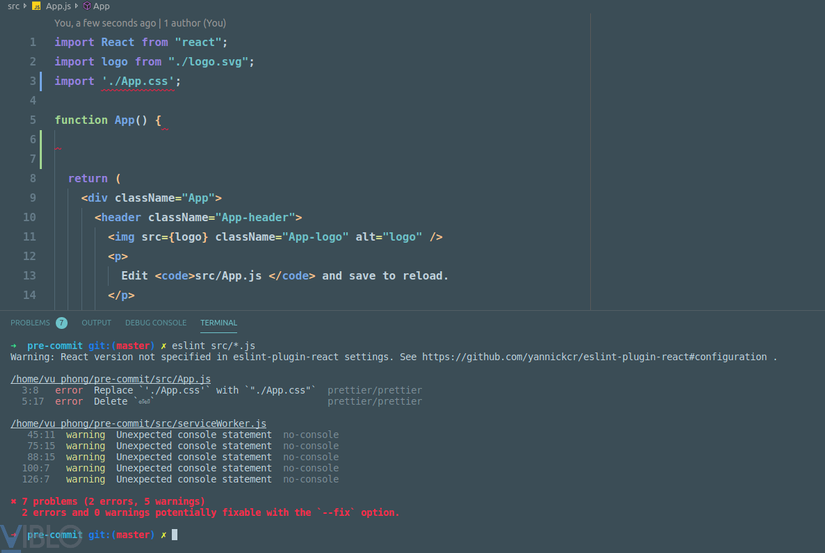 src App.js App
You, a few seconds ago | 1 author (You)
1 import React from "react";
2 import logo from "./logo.svg";
3 import './App.css';
4
5 function App() {
6
7
8 return (
9 <div className="App">
10 <header className="App-header">
11 <img src={logo} className="App-logo" alt="logo" />
12 <p>
13 Edit <code>src/App.js </code> and save to reload.
14 </p>
PROBLEMS 7 OUTPUT DEBUG CONSOLE TERMINAL
➜ pre-commit git:(master) ✗ eslint src/*.js
Warning: React version not specified in eslint-plugin-react settings. See https://github.com/yannickcr/eslint-plugin-react#configuration .
/home/vu_phong/pre-commit/src/App.js
3:8 error Replace `'./App.css'` with `"./App.css"` prettier/prettier
5:17 error Delete `⏎⏎` prettier/prettier
/home/vu_phong/pre-commit/src/serviceWorker.js
45:11 warning Unexpected console statement no-console
75:15 warning Unexpected console statement no-console
88:15 warning Unexpected console statement no-console
100:7 warning Unexpected console statement no-console
126:7 warning Unexpected console statement no-console
✖ 7 problems (2 errors, 5 warnings)
2 errors and 0 warnings potentially fixable with the `--fix` option.
➜ pre-commit git:(master) ✗
VIBLO